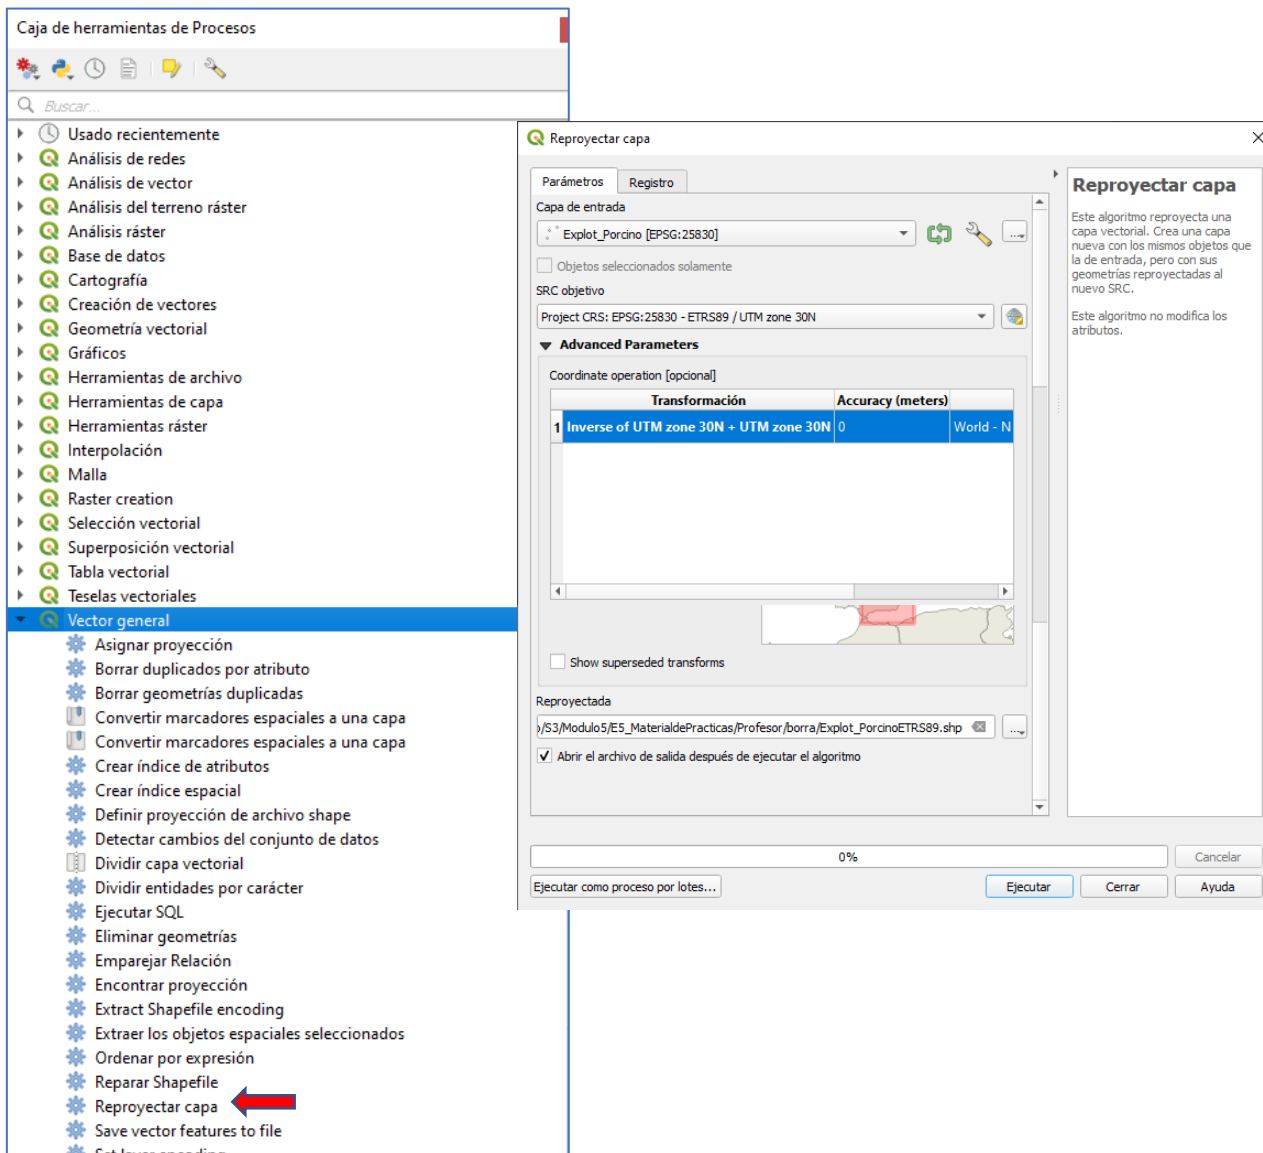 Caja de herramientas de Procesos
Buscar...
Usado recientemente
Análisis de redes
Análisis de vector
Análisis del terreno ráster
Análisis ráster
Base de datos
Cartografía
Creación de vectores
Geometría vectorial
Gráficos
Herramientas de archivo
Herramientas de capa
Herramientas ráster
Interpolación
Malla
Raster creation
Selección vectorial
Superposición vectorial
Tabla vectorial
Teselas vectoriales
Vector general
Asignar proyección
Borrar duplicados por atributo
Borrar geometrías duplicadas
Convertir marcadores espaciales a una capa
Convertir marcadores espaciales a una capa
Crear índice de atributos
Crear índice espacial
Definir proyección de archivo shape
Detectar cambios del conjunto de datos
Dividir capa vectorial
Dividir entidades por carácter
Ejecutar SQL
Eliminar geometrías
Emparejar Relación
Encontrar proyección
Extract Shapefile encoding
Extraer los objetos espaciales seleccionados
Ordenar por expresión
Reparar Shapefile
Reproyectar capa
Save vector features to file
Set layer encoding
Reproyectar capa
Parámetros Registro
Capa de entrada
Explot_Porcino [EPSG:25830]
...
Objetos seleccionados solamente
SRC objetivo
Project CRS: EPSG:25830 - ETRS89 / UTM zone 30N
Advanced Parameters
Coordinate operation [opcional]
Transformación Accuracy (meters)
1 Inverse of UTM zone 30N + UTM zone 30N 0 World - N
Show superseded transforms
Reproyectada
/S3/Modulo5/E5_MaterialdePracticas/Profesor/borra/Explot_PorcinoETRS89.shp
...
Abrir el archivo de salida después de ejecutar el algoritmo
0% Cancelar
Ejecutar como proceso por lotes... Ejecutar Cerrar Ayuda
Reproyectar capa
Este algoritmo reproyecta una
capa vectorial. Crea una capa
nueva con los mismos objetos que
la de entrada, pero con sus
geometrías reproyectadas al
nuevo SRC.
Este algoritmo no modifica los
atributos.